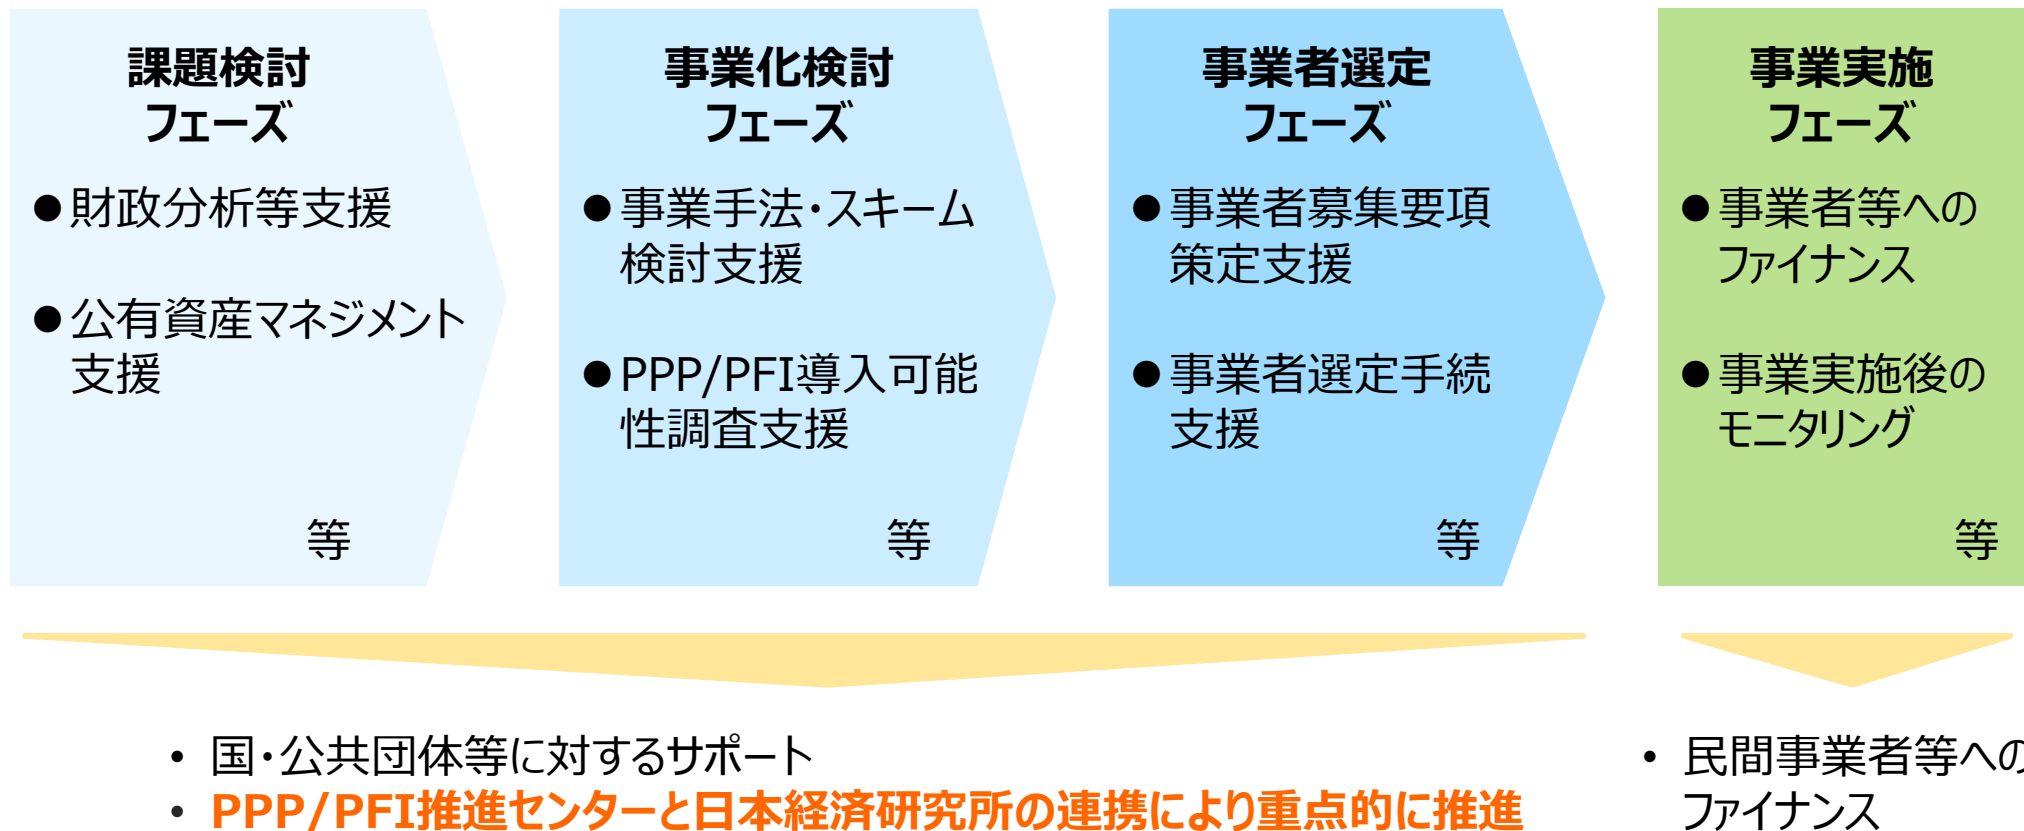 課題検討
フェーズ
●財政分析等支援
●公有資産マネジメント
支援
等
事業化検討
フェーズ
●事業手法・スキーム
検討支援
●PPP/PFI導入可能
性調査支援
等
事業者選定
フェーズ
●事業者募集要項
策定支援
●事業者選定手続
支援
等
事業実施
フェーズ
●事業者等への
ファイナンス
●事業実施後の
モニタリング
等
• 国・公共団体等に対するサポート
• PPP/PFI推進センターと日本経済研究所の連携により重点的に推進
• 民間事業者等への
ファイナンス